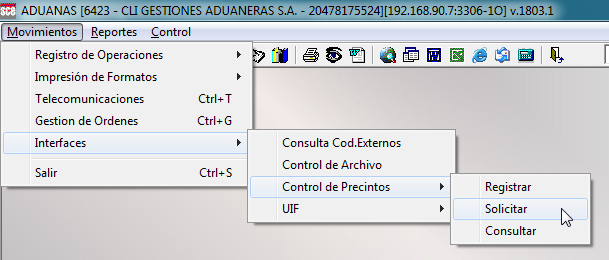 SCB ADUANAS [6423 - CLI GESTIONES ADUANERAS S.A. - 20478175524][192.168.90.7:3306-1O] v.1803.1
Movimientos Reportes Control
Registro de Operaciones
Impresión de Formatos
Telecomunicaciones Ctrl+T
Gestion de Ordenes Ctrl+G
Interfaces
Salir Ctrl+S
Consulta Cod.Externos
Control de Archivo
Control de Precintos
UIF
Registrar
Solicitar
Consultar